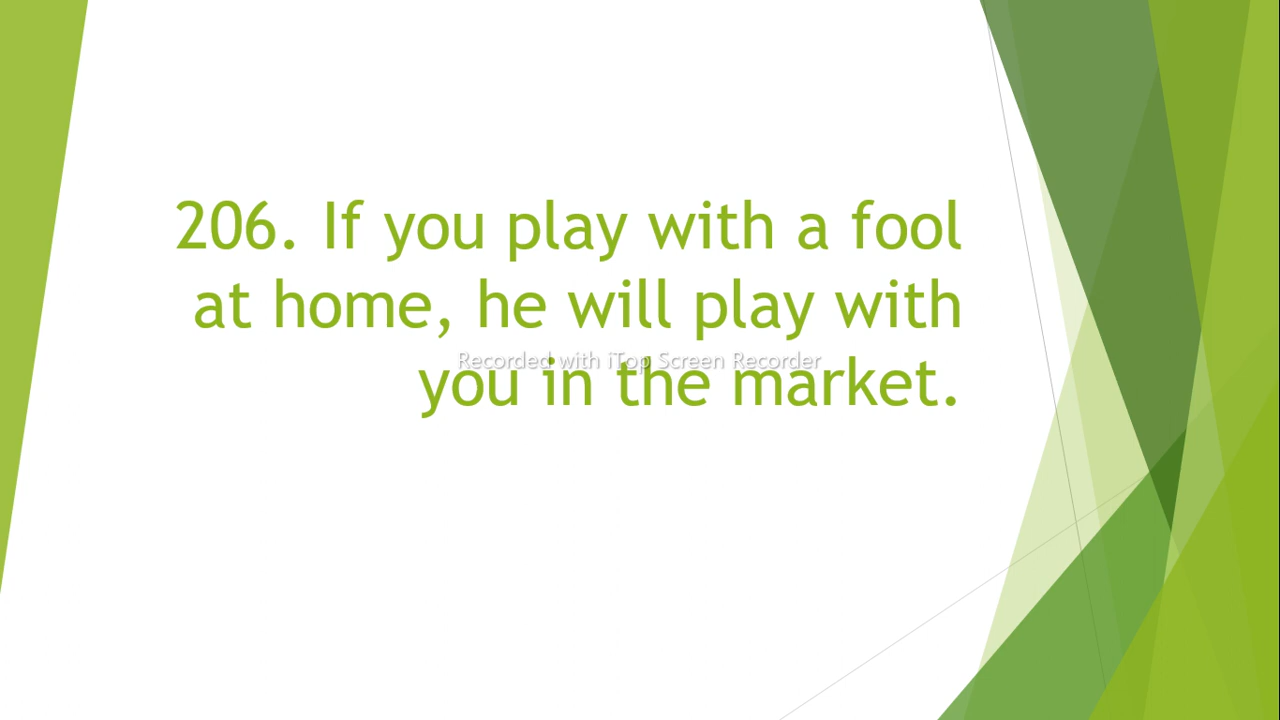 206. If you play with a fool
at home, he will play with
Recorded with iTop Screen Recorder
you in the market.